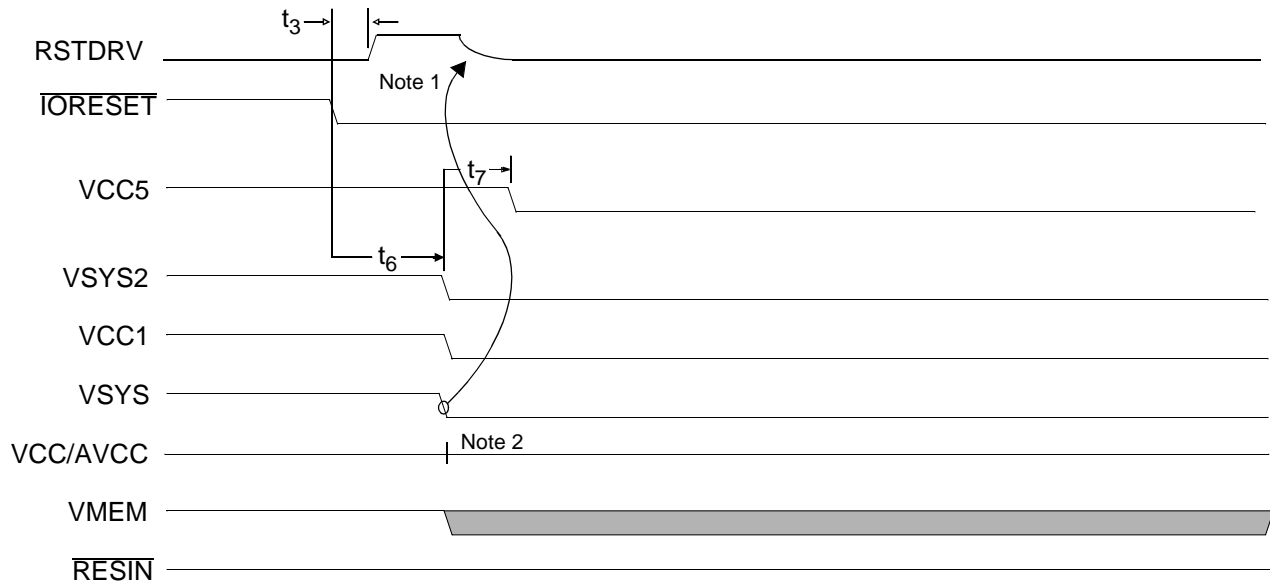 t3
RSTDRV
Note 1
IORESET
t7
VCC5
t6
VSYS2
VCC1
VSYS
Note 2
VCC/AVCC
VMEM
RESIN